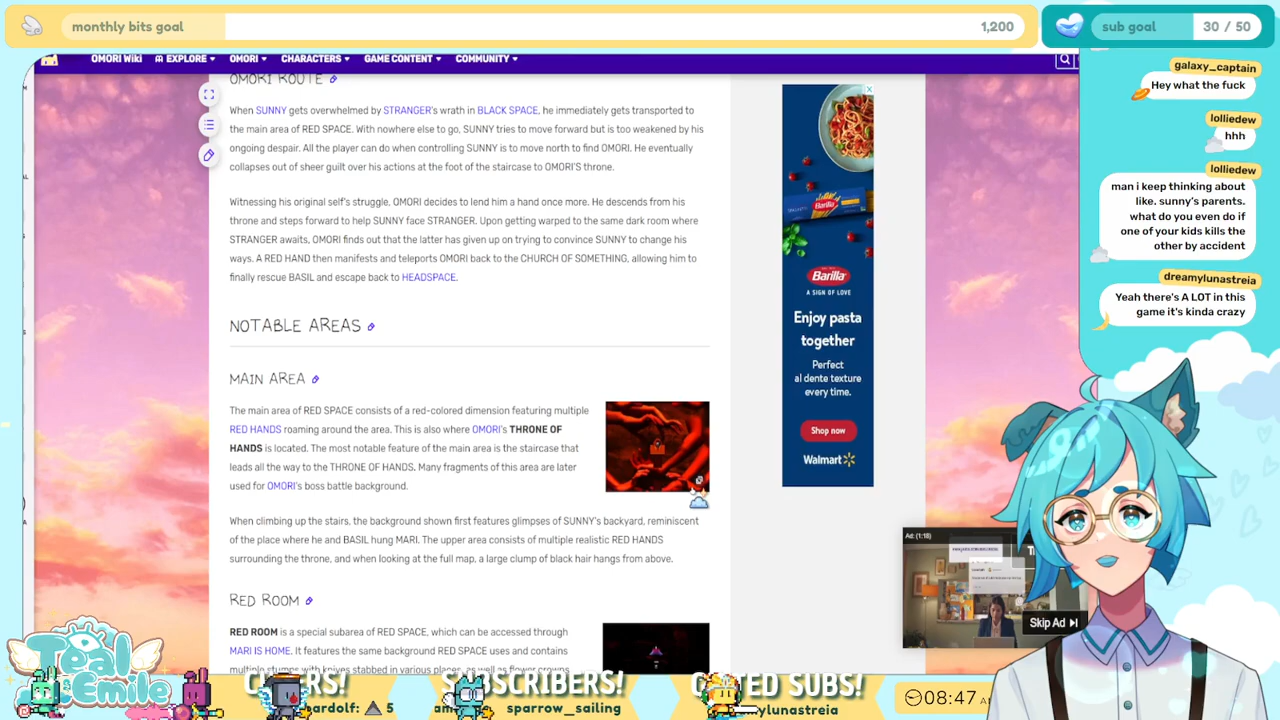 monthly bits goal
1,200
sub goal
30 / 50
OMORI Wiki
EXPLORE
OMORI
CHARACTERS
GAME CONTENT
COMMUNITY
OMORI ROUTE
When SUNNY gets overwhelmed by STRANGER's wrath in BLACK SPACE, he immediately gets transported to
the main area of RED SPACE. With nowhere else to go, SUNNY tries to move forward but is too weakened by his
ongoing despair. All the player can do when controlling SUNNY is to move north to find OMORI. He eventually
collapses out of sheer guilt over his actions at the foot of the staircase to OMORI'S throne.
Witnessing his original self's struggle, OMORI decides to lend him a hand once more. He descends from his
throne and steps forward to help SUNNY face STRANGER. Upon getting warped to the same dark room where
STRANGER awaits, OMORI finds out that the latter has given up on trying to convince SUNNY to change his
ways. A RED HAND then manifests and teleports OMORI back to the CHURCH OF SOMETHING, allowing him to
finally rescue BASIL and escape back to HEADSPACE.
NOTABLE AREAS
MAIN AREA
The main area of RED SPACE consists of a red-colored dimension featuring multiple
RED HANDS roaming around the area. This is also where OMORI's THRONE OF
HANDS is located. The most notable feature of the main area is the staircase that
leads all the way to the THRONE OF HANDS. Many fragments of this area are later
used for OMORI's boss battle background.
When climbing up the stairs, the background shown first features glimpses of SUNNY's backyard, reminiscent
of the place where he and BASIL hung MARI. The upper area consists of multiple realistic RED HANDS
surrounding the throne, and when looking at the full map, a large clump of black hair hangs from above.
RED ROOM
RED ROOM is a special subarea of RED SPACE, which can be accessed through
MARI IS HOME. It features the same background RED SPACE uses and contains
multiple stumps with knives stabbed in various places, as well as flower crowns
Barilla
A SIGN OF LOVE
Enjoy pasta
together
Perfect
al dente texture
every time.
Shop now
Walmart
galaxy_captain
Hey what the fuck
lolliedew
hhh
lolliedew
man i keep thinking about
like. sunny's parents.
what do you even do if
one of your kids kills the
other by accident
dreamylunastreia
Yeah there's A LOT in this
game it's kinda crazy
Ad: (1:18)
Skip Ad
Teal
Emile
SUBSCRIBERS!
SUBS!
ardolf: 5
sparrow_sailing
mylunastreia
08:47